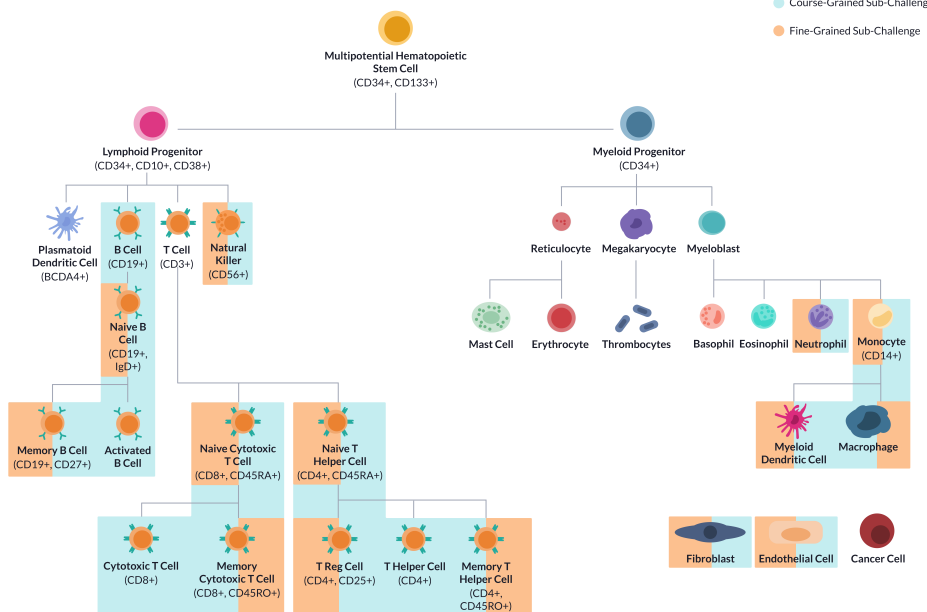 Course-Grained Sub-Challeng
Fine-Grained Sub-Challenge
Multipotential Hematopoietic
Stem Cell
(CD34+, CD133+)
Lymphoid Progenitor
(CD34+, CD10+, CD38+)
Myeloid Progenitor
(CD34+)
Plasmatoid
Dendritic Cell
(BCDA4+)
B Cell
(CD19+)
T Cell
(CD3+)
Natural
Killer
(CD56+)
Reticulocyte
Megakaryocyte
Myeloblast
Naive B
Cell
(CD19+,
IgD+)
Mast Cell
Erythrocyte
Thrombocytes
Basophil
Eosinophil
Neutrophil
Monocyte
(CD14+)
Memory B Cell
(CD19+, CD27+)
Activated
B Cell
Naive Cytotoxic
T Cell
(CD8+, CD45RA+)
Naive T
Helper Cell
(CD4+, CD45RA+)
Myeloid
Dendritic Cell
Macrophage
Cytotoxic T Cell
(CD8+)
Memory
Cytotoxic T Cell
(CD8+, CD45RO+)
T Reg Cell
(CD4+, CD25+)
T Helper Cell
(CD4+)
Memory T
Helper Cell
(CD4+,
CD45RO+)
Fibroblast
Endothelial Cell
Cancer Cell